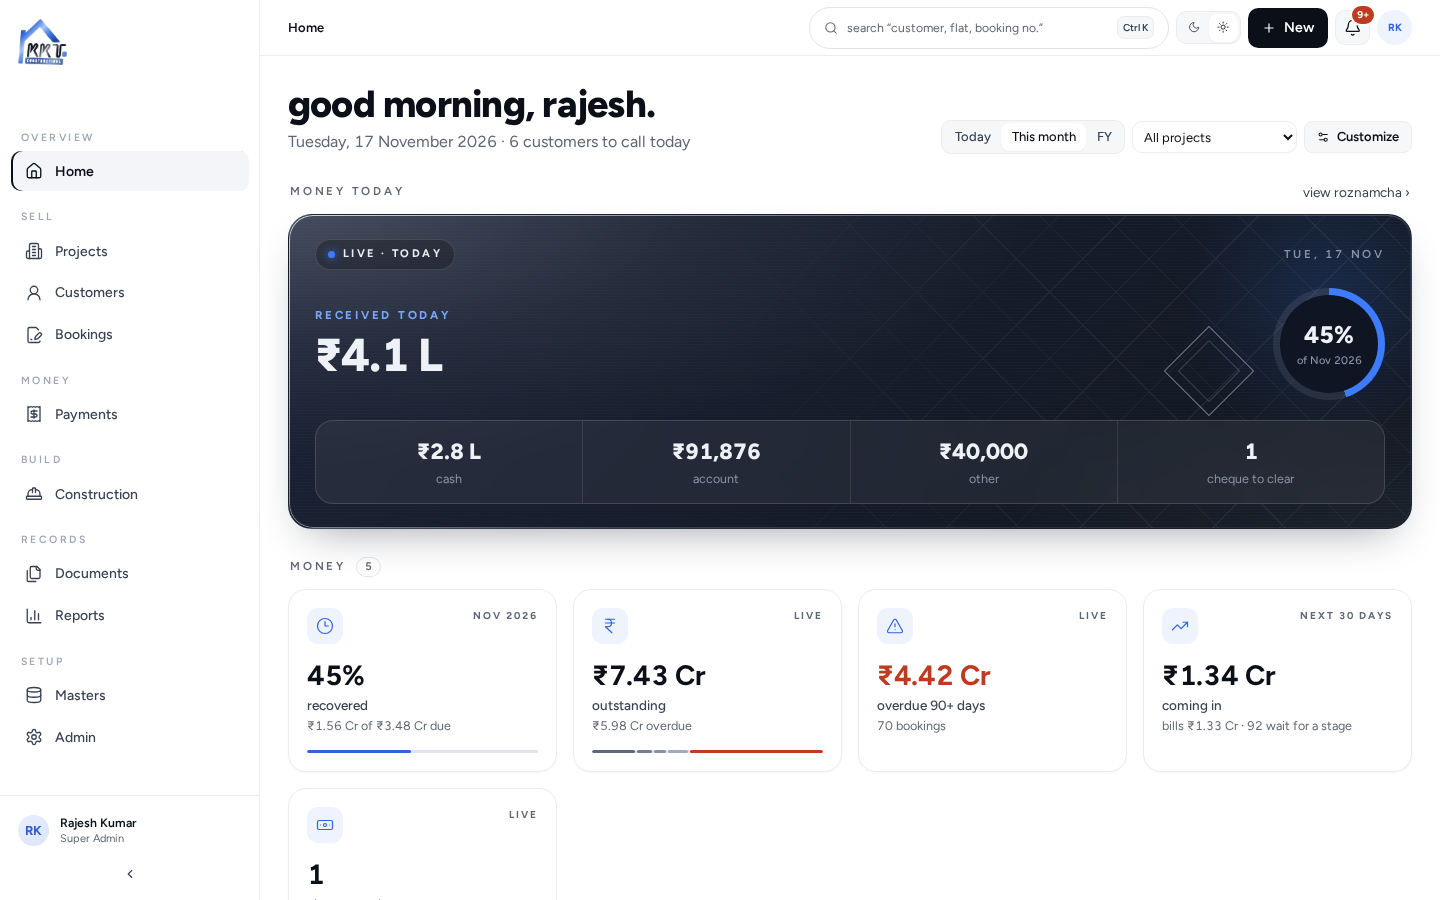 RRT
CONSTRUCTIONS
Home
search “customer, flat, booking no.”
Ctrl K
New
9+
RK
OVERVIEW
Home
SELL
Projects
Customers
Bookings
MONEY
Payments
BUILD
Construction
RECORDS
Documents
Reports
SETUP
Masters
Admin
RK
Rajesh Kumar
Super Admin
good morning, rajesh.
Tuesday, 17 November 2026 · 6 customers to call today
Today This month FY
All projects
Customize
MONEY TODAY
view roznamcha ›
LIVE · TODAY
TUE, 17 NOV
RECEIVED TODAY
₹4.1 L
45%
of Nov 2026
₹2.8 L
cash
₹91,876
account
₹40,000
other
1
cheque to clear
MONEY 5
NOV 2026
45%
recovered
₹1.56 Cr of ₹3.48 Cr due
LIVE
₹7.43 Cr
outstanding
₹5.98 Cr overdue
LIVE
₹4.42 Cr
overdue 90+ days
70 bookings
NEXT 30 DAYS
₹1.34 Cr
coming in
bills ₹1.33 Cr · 92 wait for a stage
LIVE
1